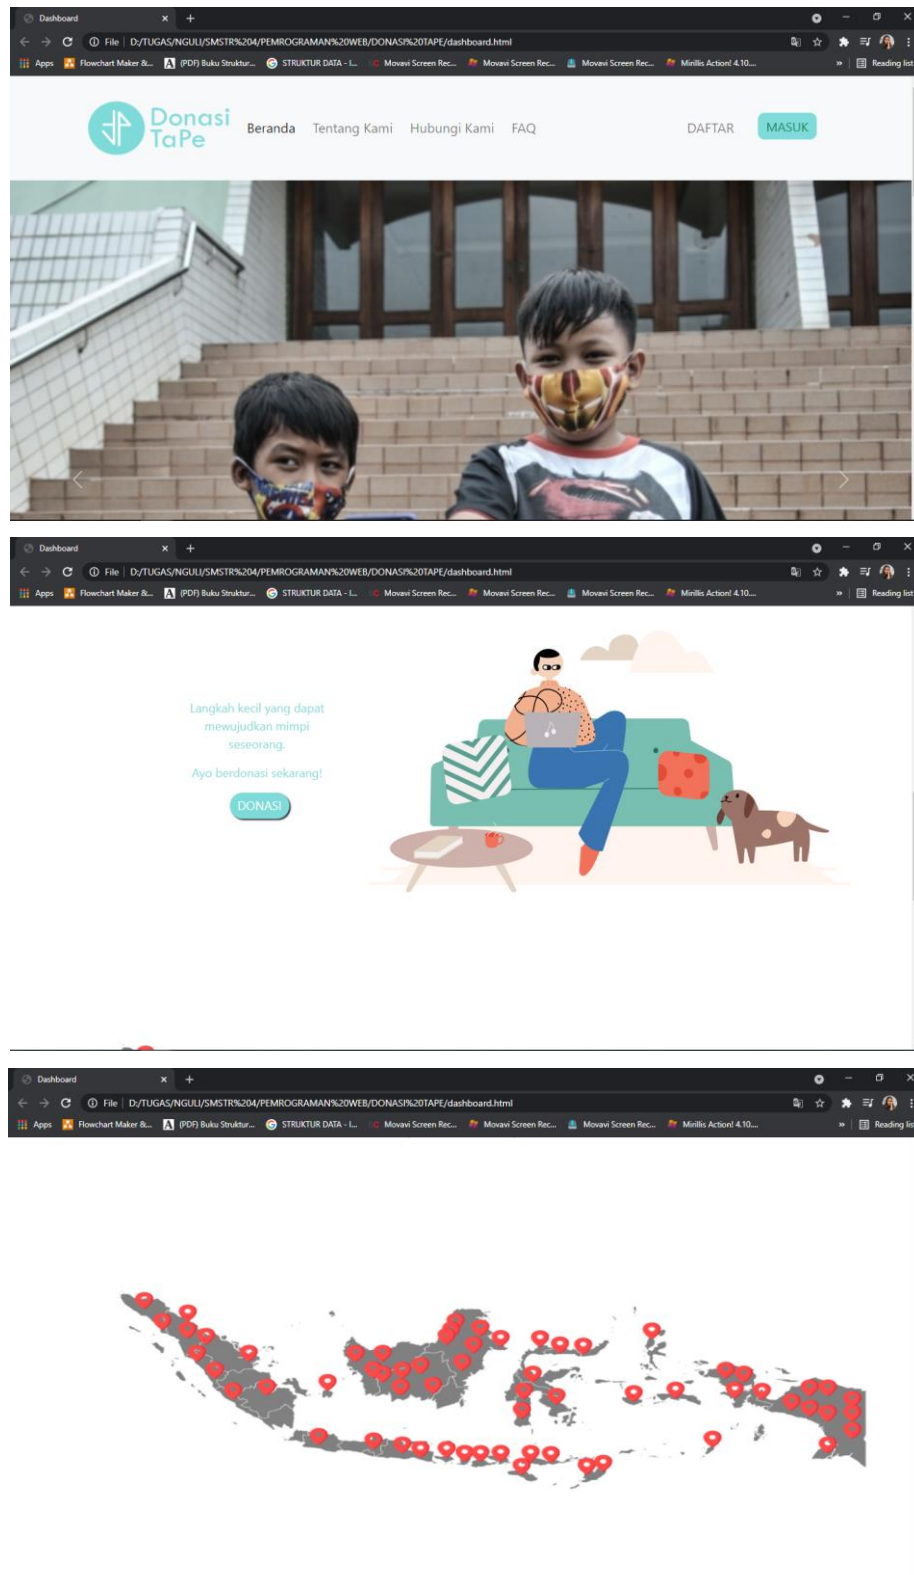 Dashboard
File | D:/TUGAS/NGULI/SMSTR%204/PEMROGRAMAN%20WEB/DONASI%20TAPE/dashboard.html
Apps Flowchart Maker &... (PDF) Buku Struktur... STRUKTUR DATA - I... Movavi Screen Rec... Movavi Screen Rec... Movavi Screen Rec... Mirillis Action! 4.10.... » Reading list
Donasi
TaPe
Beranda Tentang Kami Hubungi Kami FAQ DAFTAR MASUK
Dashboard
File | D:/TUGAS/NGULI/SMSTR%204/PEMROGRAMAN%20WEB/DONASI%20TAPE/dashboard.html
Apps Flowchart Maker &... (PDF) Buku Struktur... STRUKTUR DATA - I... Movavi Screen Rec... Movavi Screen Rec... Movavi Screen Rec... Mirillis Action! 4.10.... » Reading list
Langkah kecil yang dapat
mewujudkan mimpi
seseorang.
Ayo berdonasi sekarang!
DONASI
Dashboard
File | D:/TUGAS/NGULI/SMSTR%204/PEMROGRAMAN%20WEB/DONASI%20TAPE/dashboard.html
Apps Flowchart Maker &... (PDF) Buku Struktur... STRUKTUR DATA - I... Movavi Screen Rec... Movavi Screen Rec... Movavi Screen Rec... Mirillis Action! 4.10.... » Reading lis